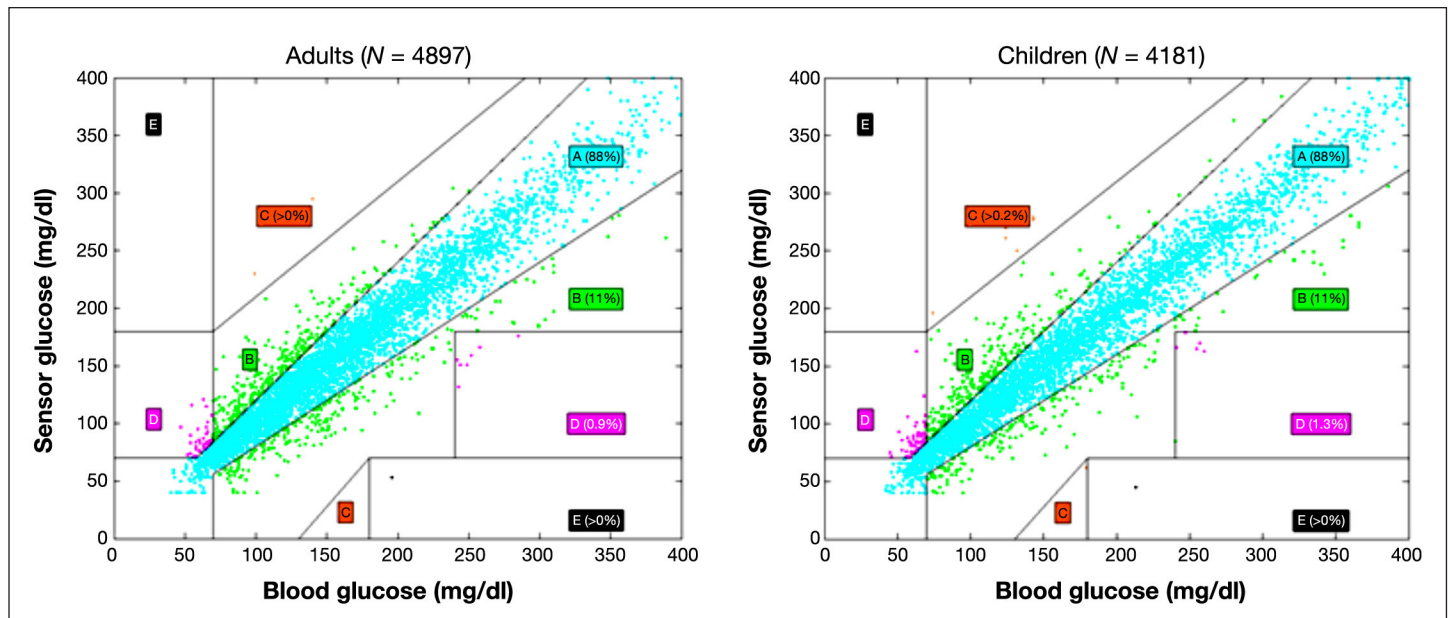 Adults (N = 4897)
Sensor glucose (mg/dl)
400
350
300
250
200
150
100
50
0
E
A (88%)
C (>0%)
B (11%)
B
D
D (0.9%)
C
E (>0%)
0 50 100 150 200 250 300 350 400
Blood glucose (mg/dl)
Children (N = 4181)
Sensor glucose (mg/dl)
400
350
300
250
200
150
100
50
0
E
A (88%)
C (>0.2%)
B (11%)
B
D
D (1.3%)
C
E (>0%)
0 50 100 150 200 250 300 350 400
Blood glucose (mg/dl)